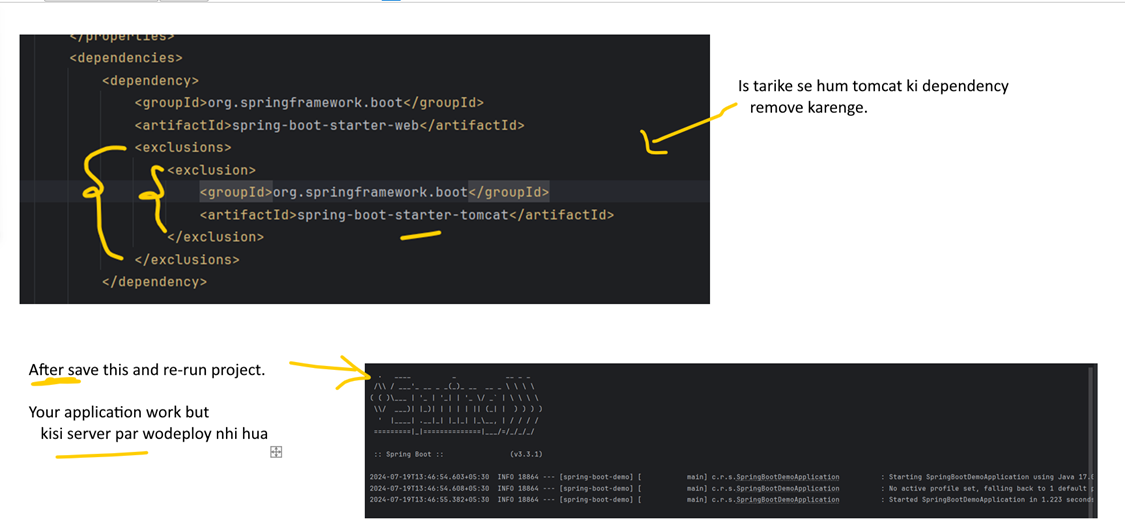 </properties>
<dependencies>
<dependency>
<groupId>org.springframework.boot</groupId>
<artifactId>spring-boot-starter-web</artifactId>
<exclusions>
<exclusion>
<groupId>org.springframework.boot</groupId>
<artifactId>spring-boot-starter-tomcat</artifactId>
</exclusion>
</exclusions>
</dependency>
Is tarike se hum tomcat ki dependency
remove karenge.
After save this and re-run project.
Your application work but
kisi server par wodeploy nhi hua
:: Spring Boot :: (v3.3.1)
2024-07-19T13:46:54.603+05:30 INFO 18864 --- [spring-boot-demo] [ main] c.r.s.SpringBootDemoApplication : Starting SpringBootDemoApplication using Java 17.
2024-07-19T13:46:54.608+05:30 INFO 18864 --- [spring-boot-demo] [ main] c.r.s.SpringBootDemoApplication : No active profile set, falling back to 1 default
2024-07-19T13:46:55.382+05:30 INFO 18864 --- [spring-boot-demo] [ main] c.r.s.SpringBootDemoApplication : Started SpringBootDemoApplication in 1.223 seconds